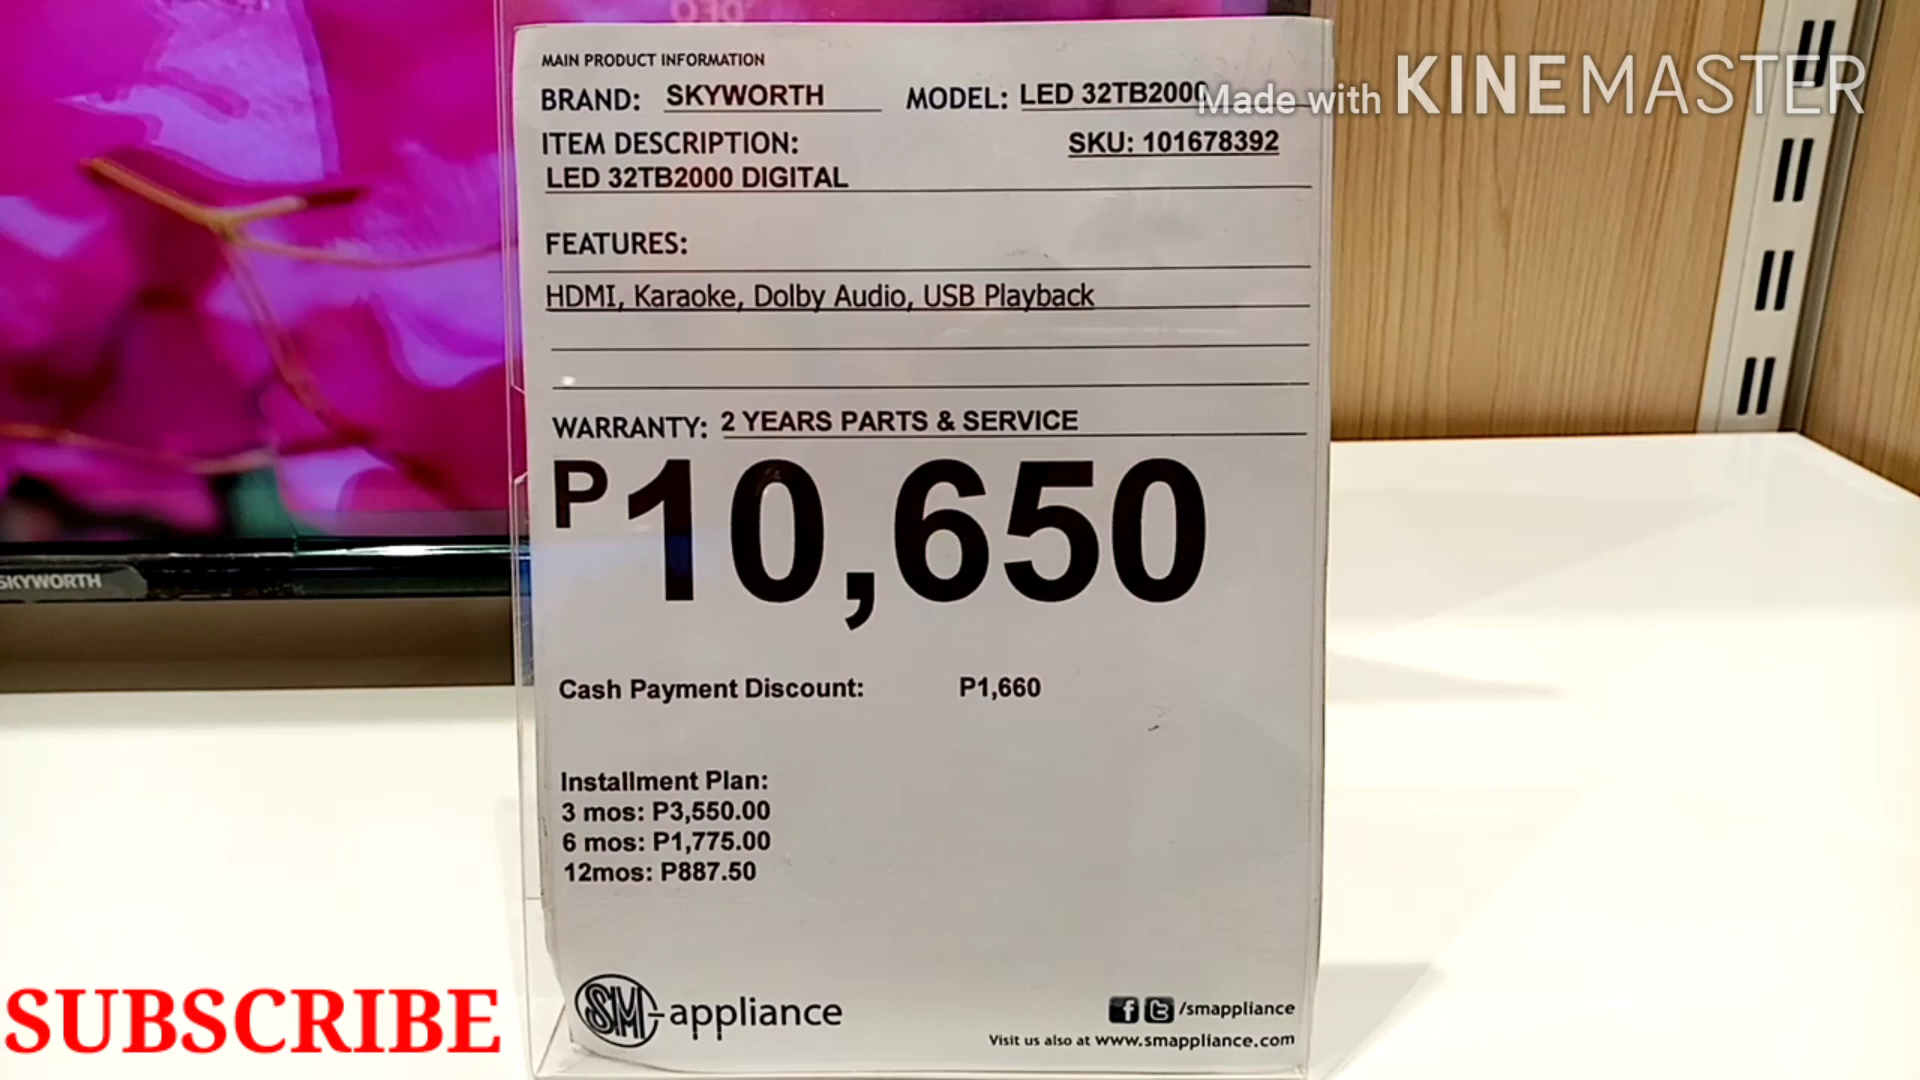 MAIN PRODUCT INFORMATION
BRAND: SKYWORTH MODEL: LED 32TB2000
Made with KINEMASTER
ITEM DESCRIPTION: SKU: 101678392
LED 32TB2000 DIGITAL
FEATURES:
HDMI, Karaoke, Dolby Audio, USB Playback
WARRANTY: 2 YEARS PARTS & SERVICE
P10,650
SKYWORTH
Cash Payment Discount: P1,660
Installment Plan:
3 mos: P3,550.00
6 mos: P1,775.00
12mos: P887.50
SM appliance
/smappliance
Visit us also at www.smappliance.com
SUBSCRIBE